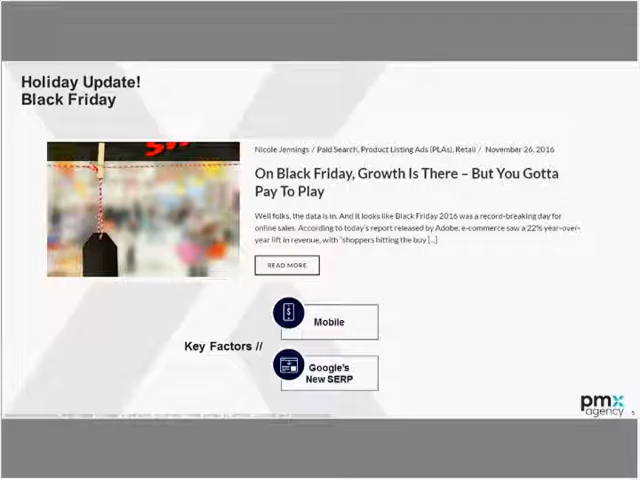 Holiday Update!
Black Friday
Nicole Jennings / Paid Search, Product Listing Ads (PLAs), Retail / November 26, 2016
On Black Friday, Growth Is There – But You Gotta
Pay To Play
Well folks, the data is in. And it looks like Black Friday 2016 was a record-breaking day for
online sales. According to today's report released by Adobe, e-commerce saw a 22% year-over-
year lift in revenue, with "shoppers hitting the buy [...]
READ MORE
Mobile
Key Factors //
Google's
New SERP
pmx
agency
5